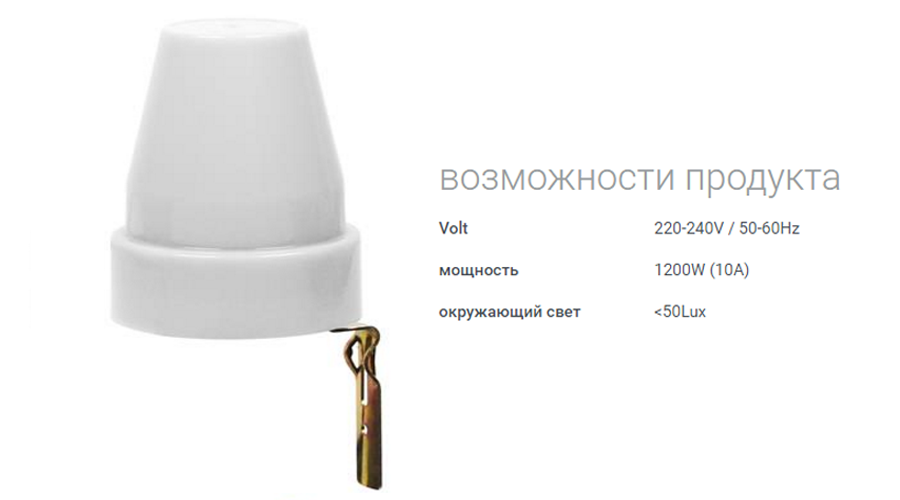 возможности продукта
Volt 220-240V / 50-60Hz
мощность 1200W (10A)
окружающий свет <50Lux